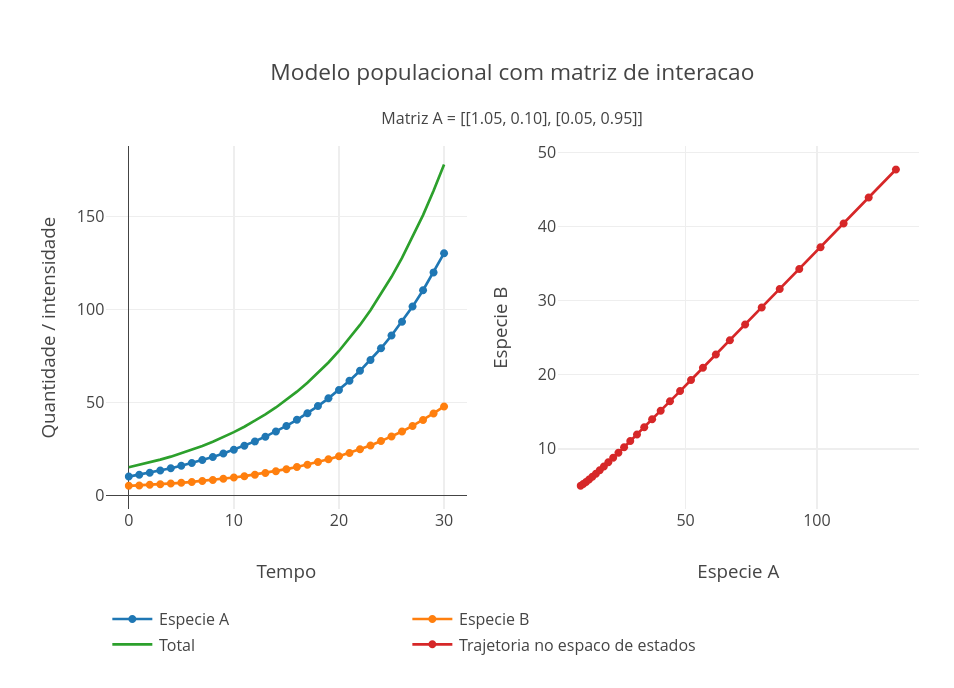 Modelo populacional com matriz de interacao
Matriz A = [[1.05, 0.10], [0.05, 0.95]]
Quantidade / intensidade
150
100
50
0
0 10 20 30
Tempo
Especie B
50
40
30
20
10
50 100
Especie A
Especie A
Especie B
Total
Trajetoria no espaco de estados